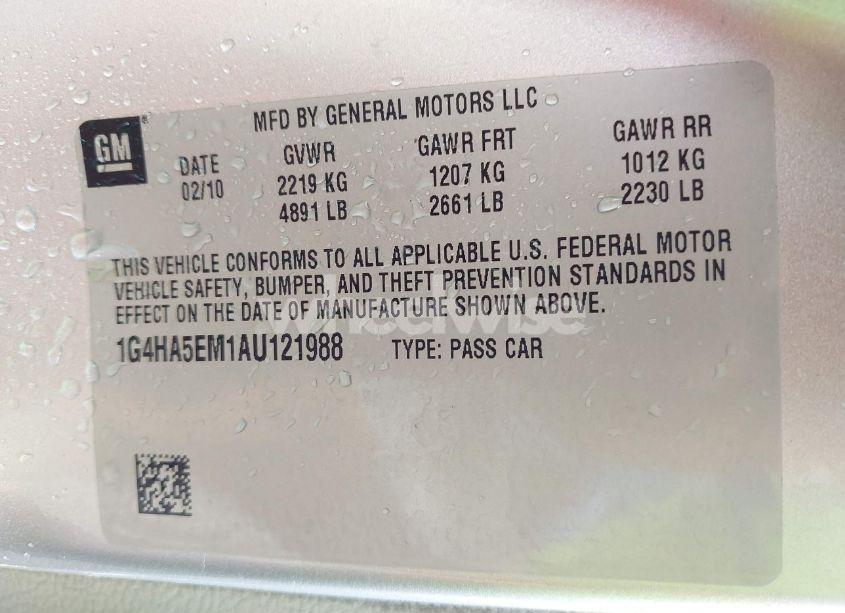 MFD BY GENERAL MOTORS LLC
GM
DATE GVWR GAWR FRT GAWR RR
02/10 2219 KG 1207 KG 1012 KG
4891 LB 2661 LB 2230 LB
THIS VEHICLE CONFORMS TO ALL APPLICABLE U.S. FEDERAL MOTOR
VEHICLE SAFETY, BUMPER, AND THEFT PREVENTION STANDARDS IN
EFFECT ON THE DATE OF MANUFACTURE SHOWN ABOVE.
Wheelwise
1G4HA5EM1AU121988 TYPE: PASS CAR